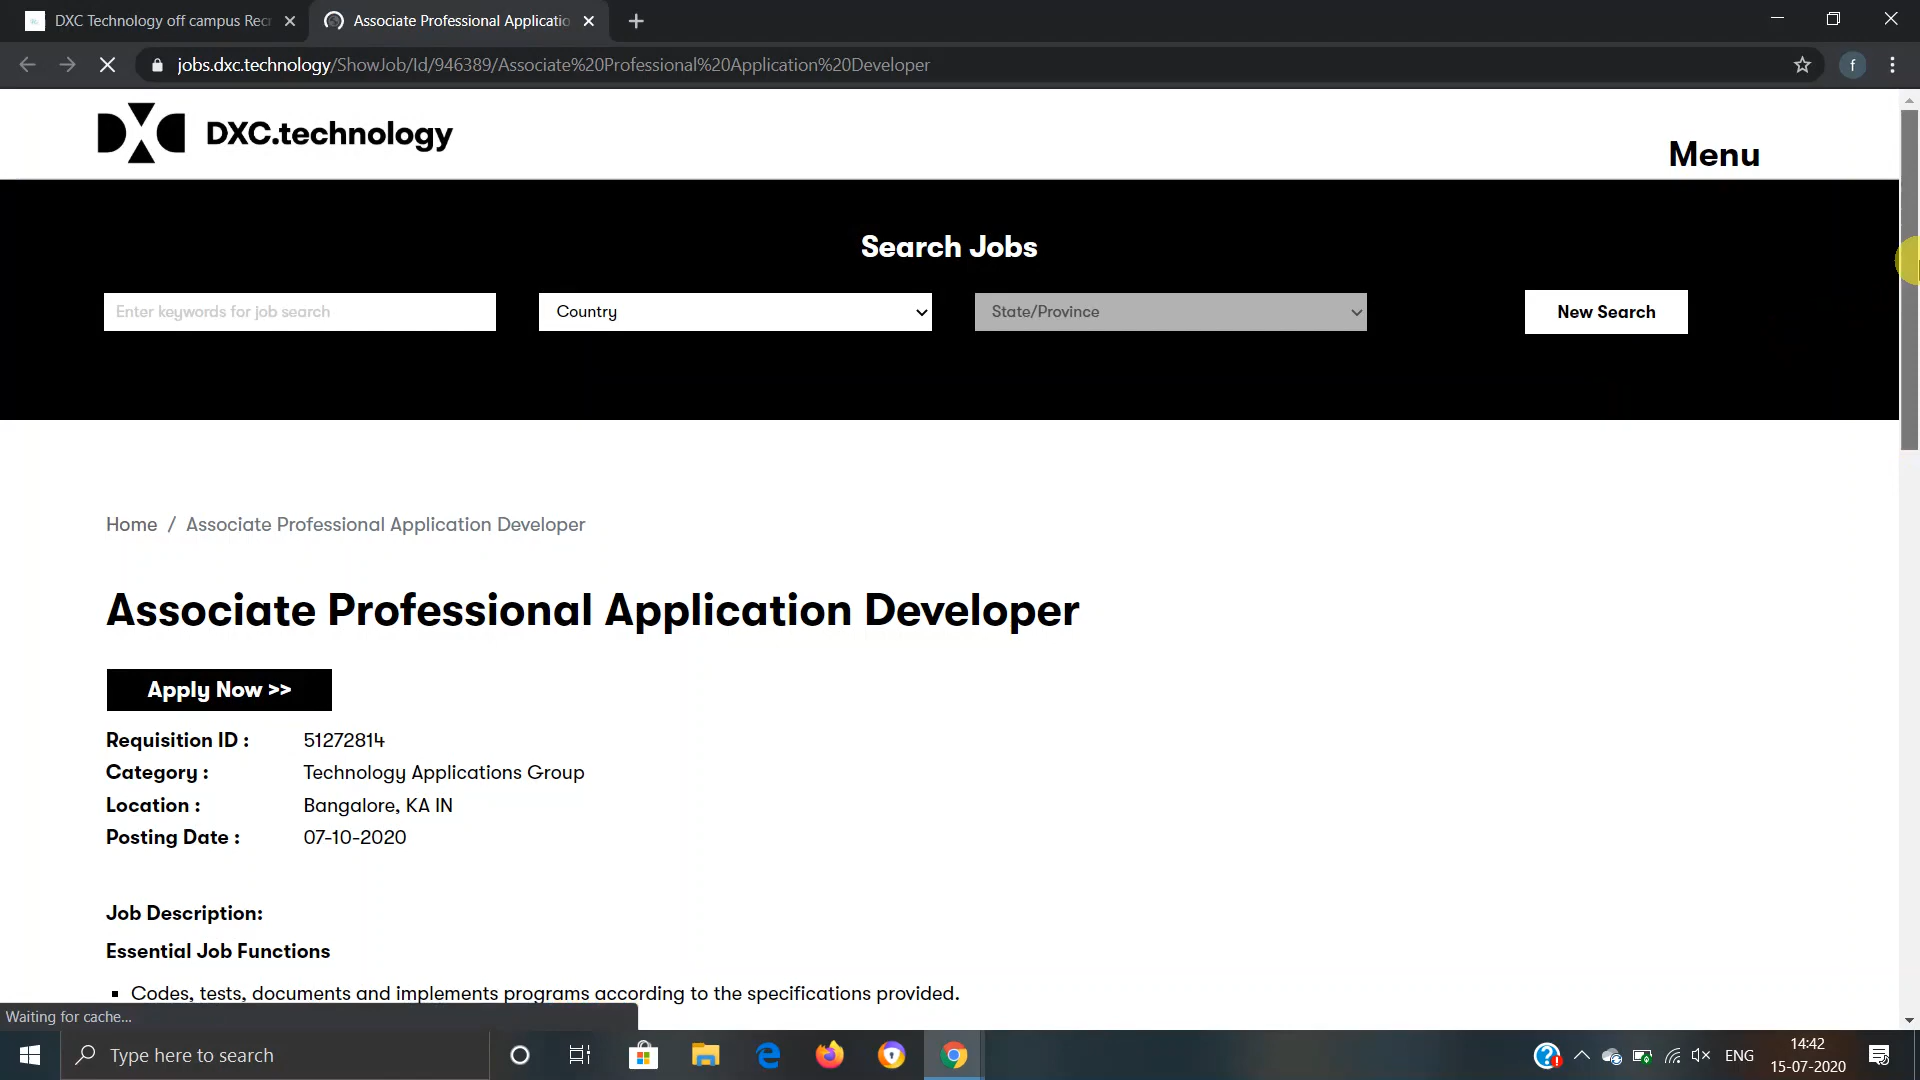 DXC Technology off campus Recr
Associate Professional Applicatio
jobs.dxc.technology/ShowJob/Id/946389/Associate%20Professional%20Application%20Developer
f
DXC.technology
Menu
Search Jobs
Enter keywords for job search
Country
State/Province
New Search
Home / Associate Professional Application Developer
Associate Professional Application Developer
Apply Now >>
Requisition ID : 51272814
Category : Technology Applications Group
Location : Bangalore, KA IN
Posting Date : 07-10-2020
Job Description:
Essential Job Functions
▪ Codes, tests, documents and implements programs according to the specifications provided.
Waiting for cache...
Type here to search
ENG
14:42
15-07-2020